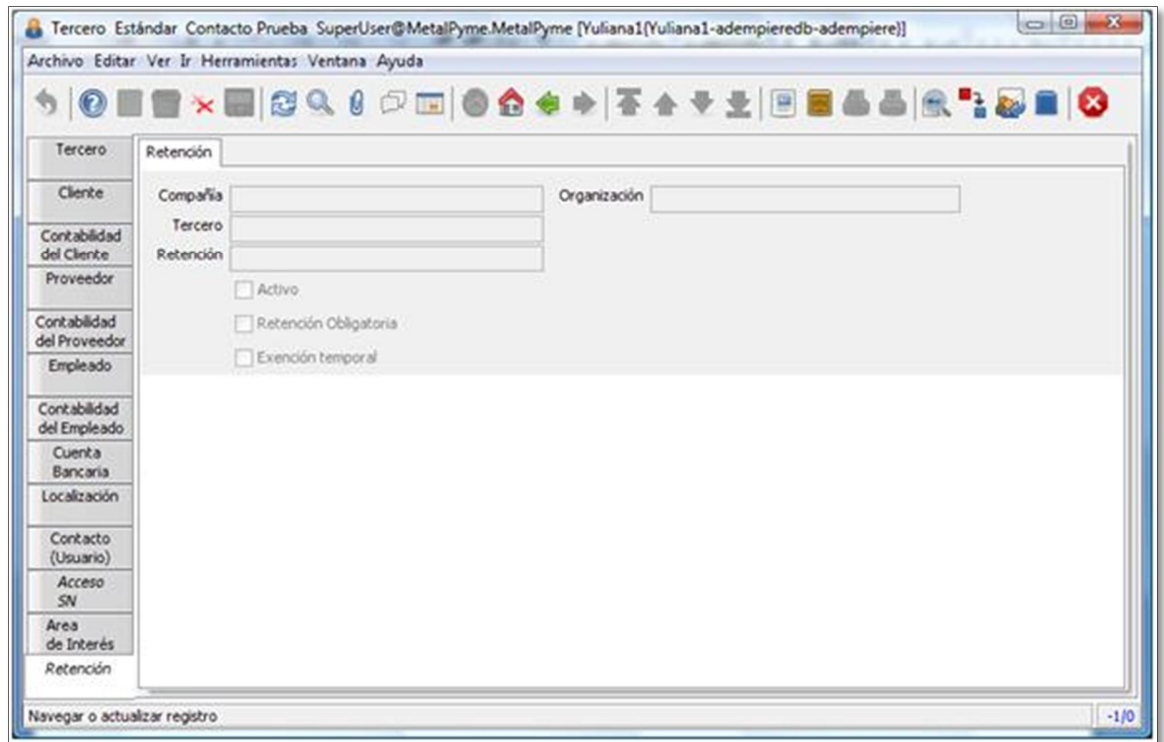 Tercero Estándar Contacto Prueba SuperUser@MetalPyme.MetalPyme [Yuliana1{Yuliana1-adempieredb-adempiere}]
Archivo Editar Ver Ir Herramientas Ventana Ayuda
Tercero
Cliente
Contabilidad
del Cliente
Proveedor
Contabilidad
del Proveedor
Empleado
Contabilidad
del Empleado
Cuenta
Bancaria
Localización
Contacto
(Usuario)
Acceso
SN
Area
de Interés
Retención
Retención
Compañía
Organización
Tercero
Retención
Activo
Retención Obligatoria
Exención temporal
Navegar o actualizar registro
-1/0